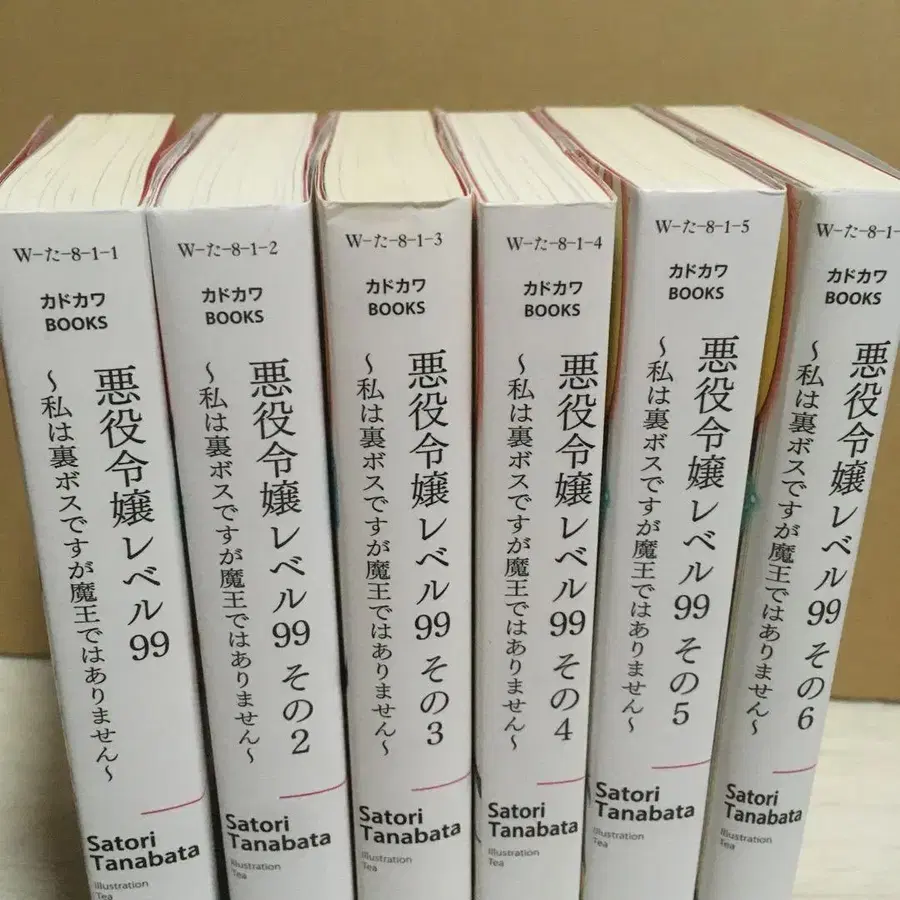 W-た-8-1-1
カドカワ
BOOKS
悪役令嬢レベル99
～私は裏ボスですが魔王ではありません～
Satori
Tanabata
Illustration
Tea
W-た-8-1-2
カドカワ
BOOKS
悪役令嬢レベル99 その2
～私は裏ボスですが魔王ではありません～
Satori
Tanabata
Illustration
Tea
W-た-8-1-3
カドカワ
BOOKS
悪役令嬢レベル99 その3
～私は裏ボスですが魔王ではありません～
Satori
Tanabata
Illustration
Tea
W-た-8-1-4
カドカワ
BOOKS
悪役令嬢レベル99 その4
～私は裏ボスですが魔王ではありません～
Satori
Tanabata
Illustration
Tea
W-た-8-1-5
カドカワ
BOOKS
悪役令嬢レベル99 その5
～私は裏ボスですが魔王ではありません～
Satori
Tanabata
Illustration
Tea
W-た-8-1-
カドカワ
BOOKS
悪役令嬢レベル99 その6
～私は裏ボスですが魔王ではありません～
Satori
Tanabata
Illustration
Tea